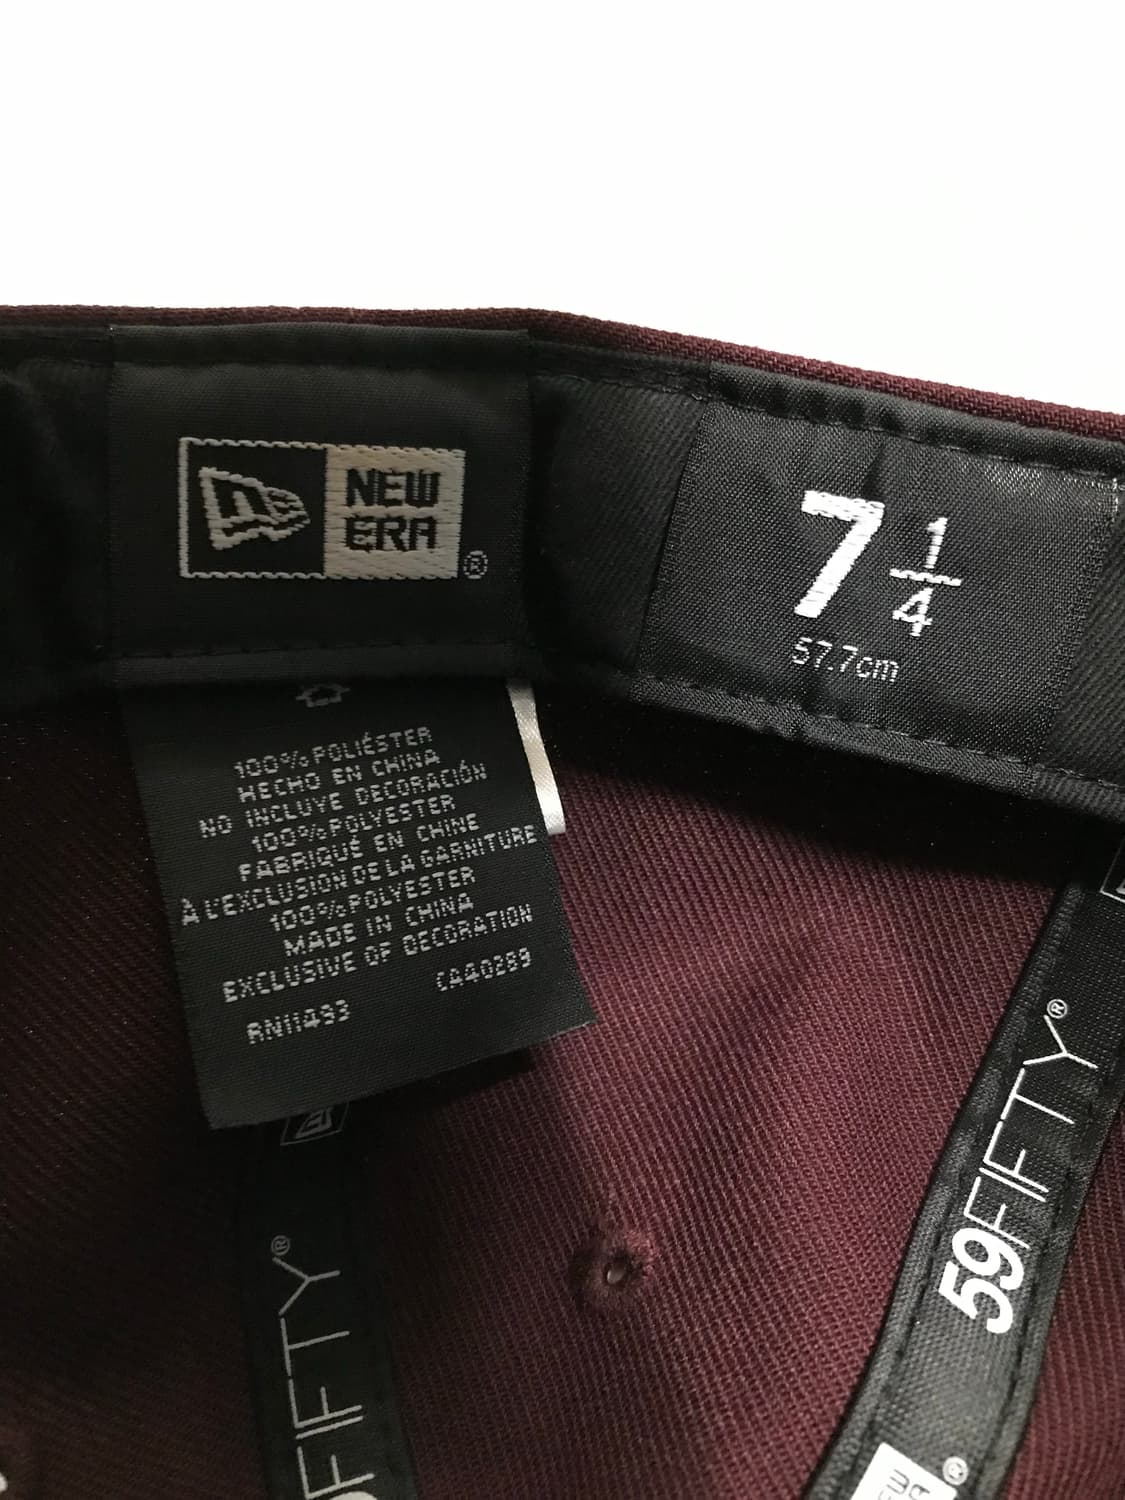 NEW
ERA®
7 1/4
57.7cm
100% POLIÉSTER
HECHO EN CHINA
NO INCLUYE DECORACIÓN
100% POLYESTER
FABRIQUÉ EN CHINE
À L'EXCLUSION DE LA GARNITURE
100% POLYESTER
MADE IN CHINA
EXCLUSIVE OF DECORATION
CA40289
RN11493
59FIFTY®
FIFTY®